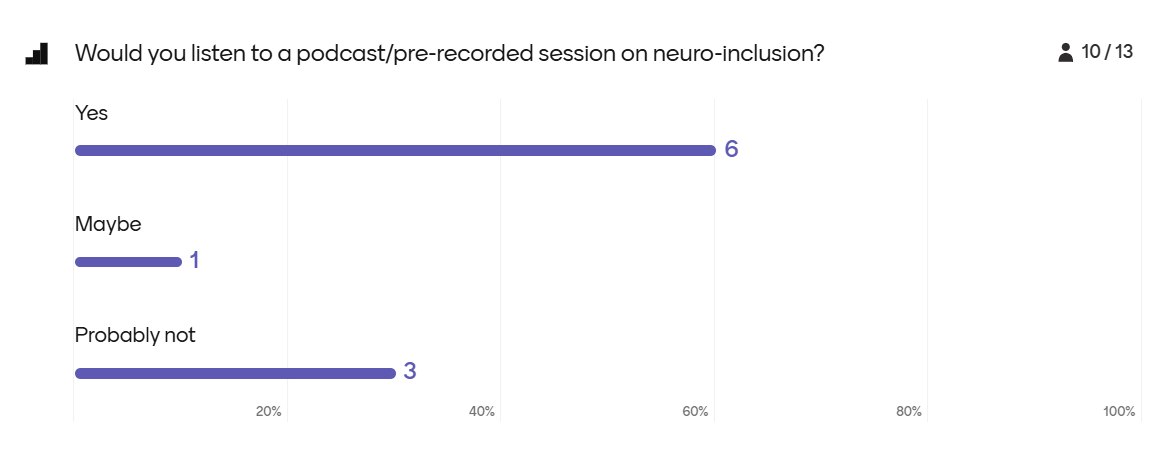 Would you listen to a podcast/pre-recorded session on neuro-inclusion? 10 / 13
Yes
6
Maybe
1
Probably not
3
20% 40% 60% 80% 100%